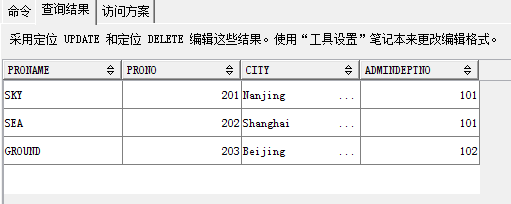 命令 查询结果 访问方案
采用定位 UPDATE 和定位 DELETE 编辑这些结果。使用“工具设置”笔记本来更改编辑格式。
PRONAME PRONO CITY ADMINDEPTNO
SKY 201 Nanjing ... 101
SEA 202 Shanghai ... 101
GROUND 203 Beijing ... 102